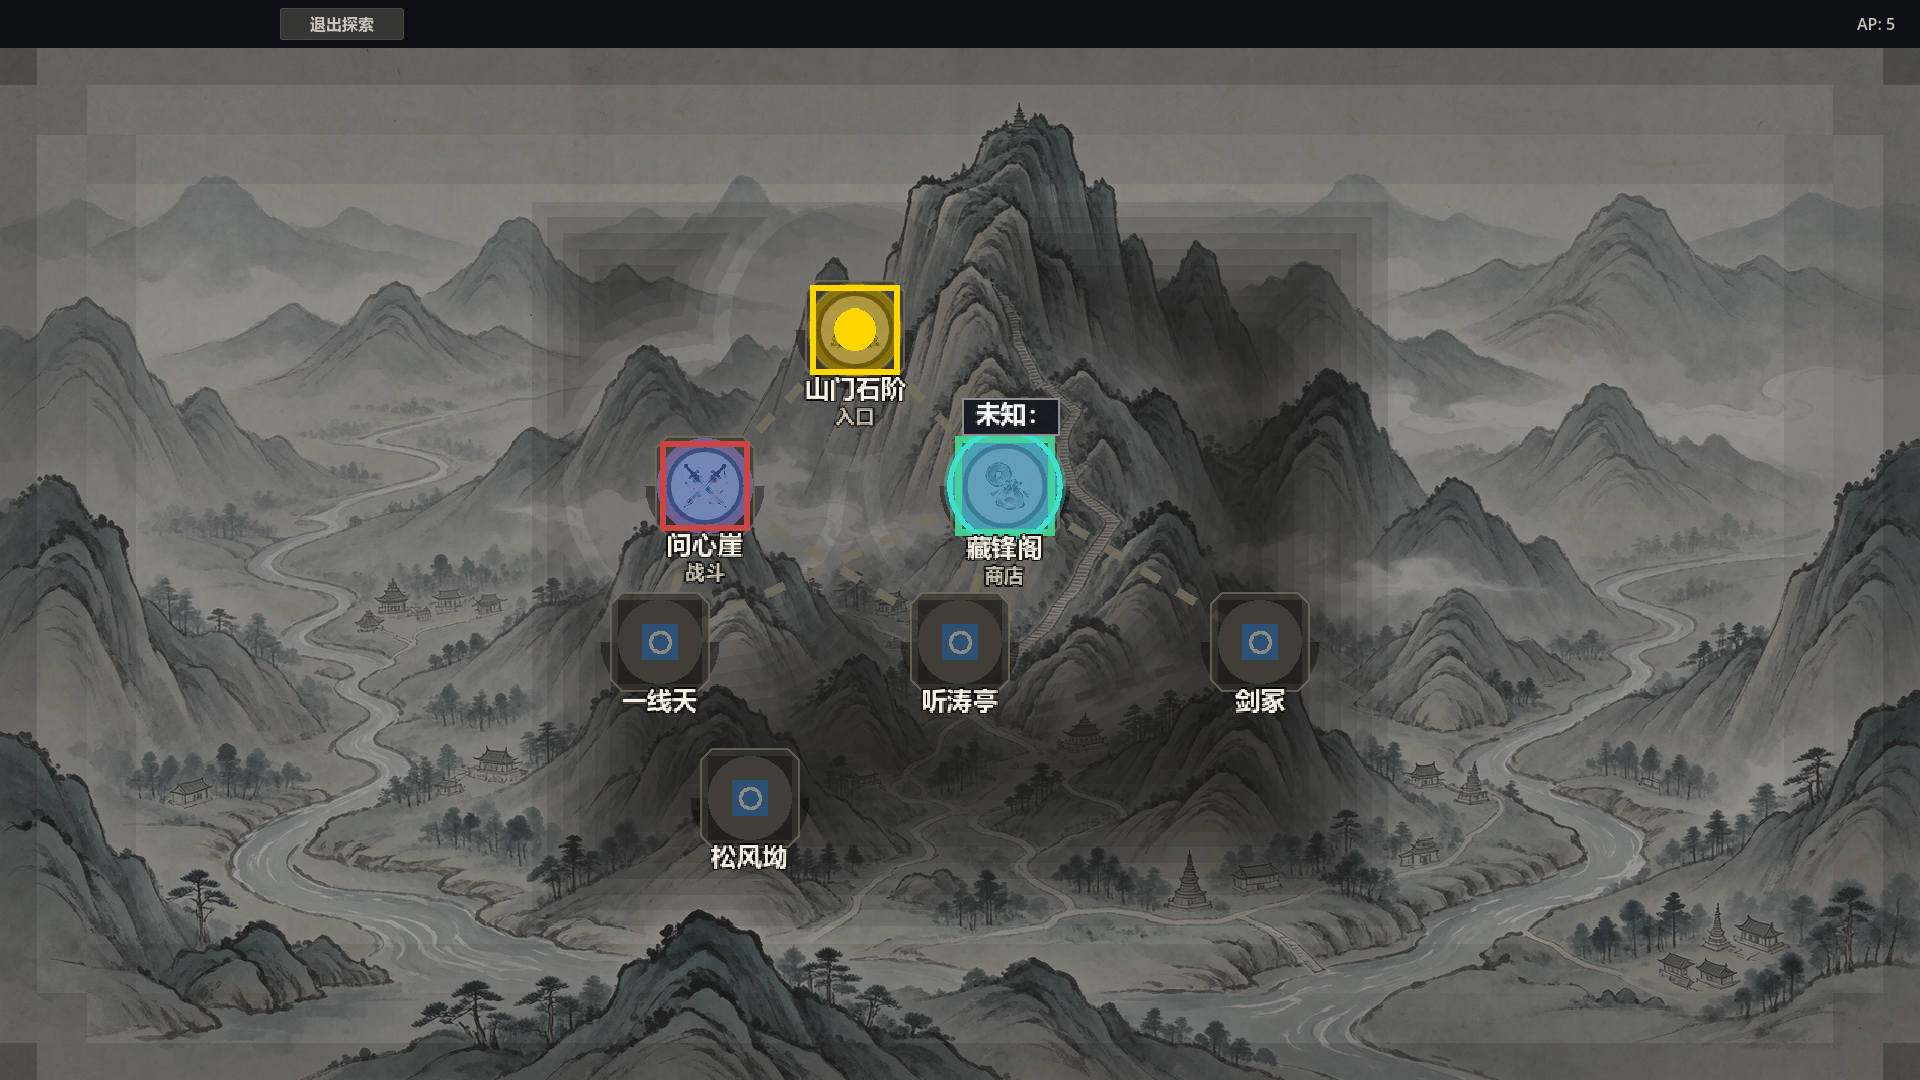 退出探索
AP: 5
山门石阶
入口
未知：
问心崖
战斗
藏锋阁
商店
一线天
听涛亭
剑冢
松风坳